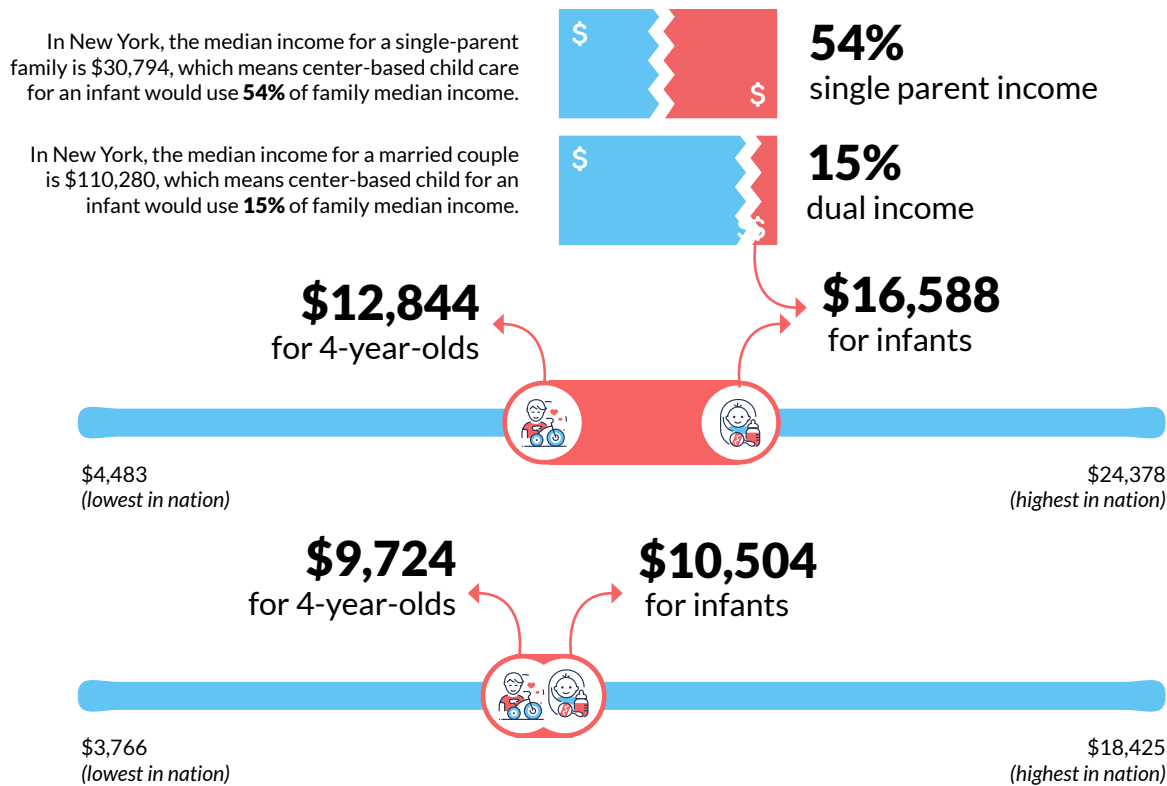 In New York, the median income for a single-parent
family is $30,794, which means center-based child care
for an infant would use 54% of family median income.
$
$
54%
single parent income
In New York, the median income for a married couple
is $110,280, which means center-based child for an
infant would use 15% of family median income.
$
$$
15%
dual income
$12,844
for 4-year-olds
$16,588
for infants
$4,483
(lowest in nation)
$24,378
(highest in nation)
$9,724
for 4-year-olds
$10,504
for infants
$3,766
(lowest in nation)
$18,425
(highest in nation)